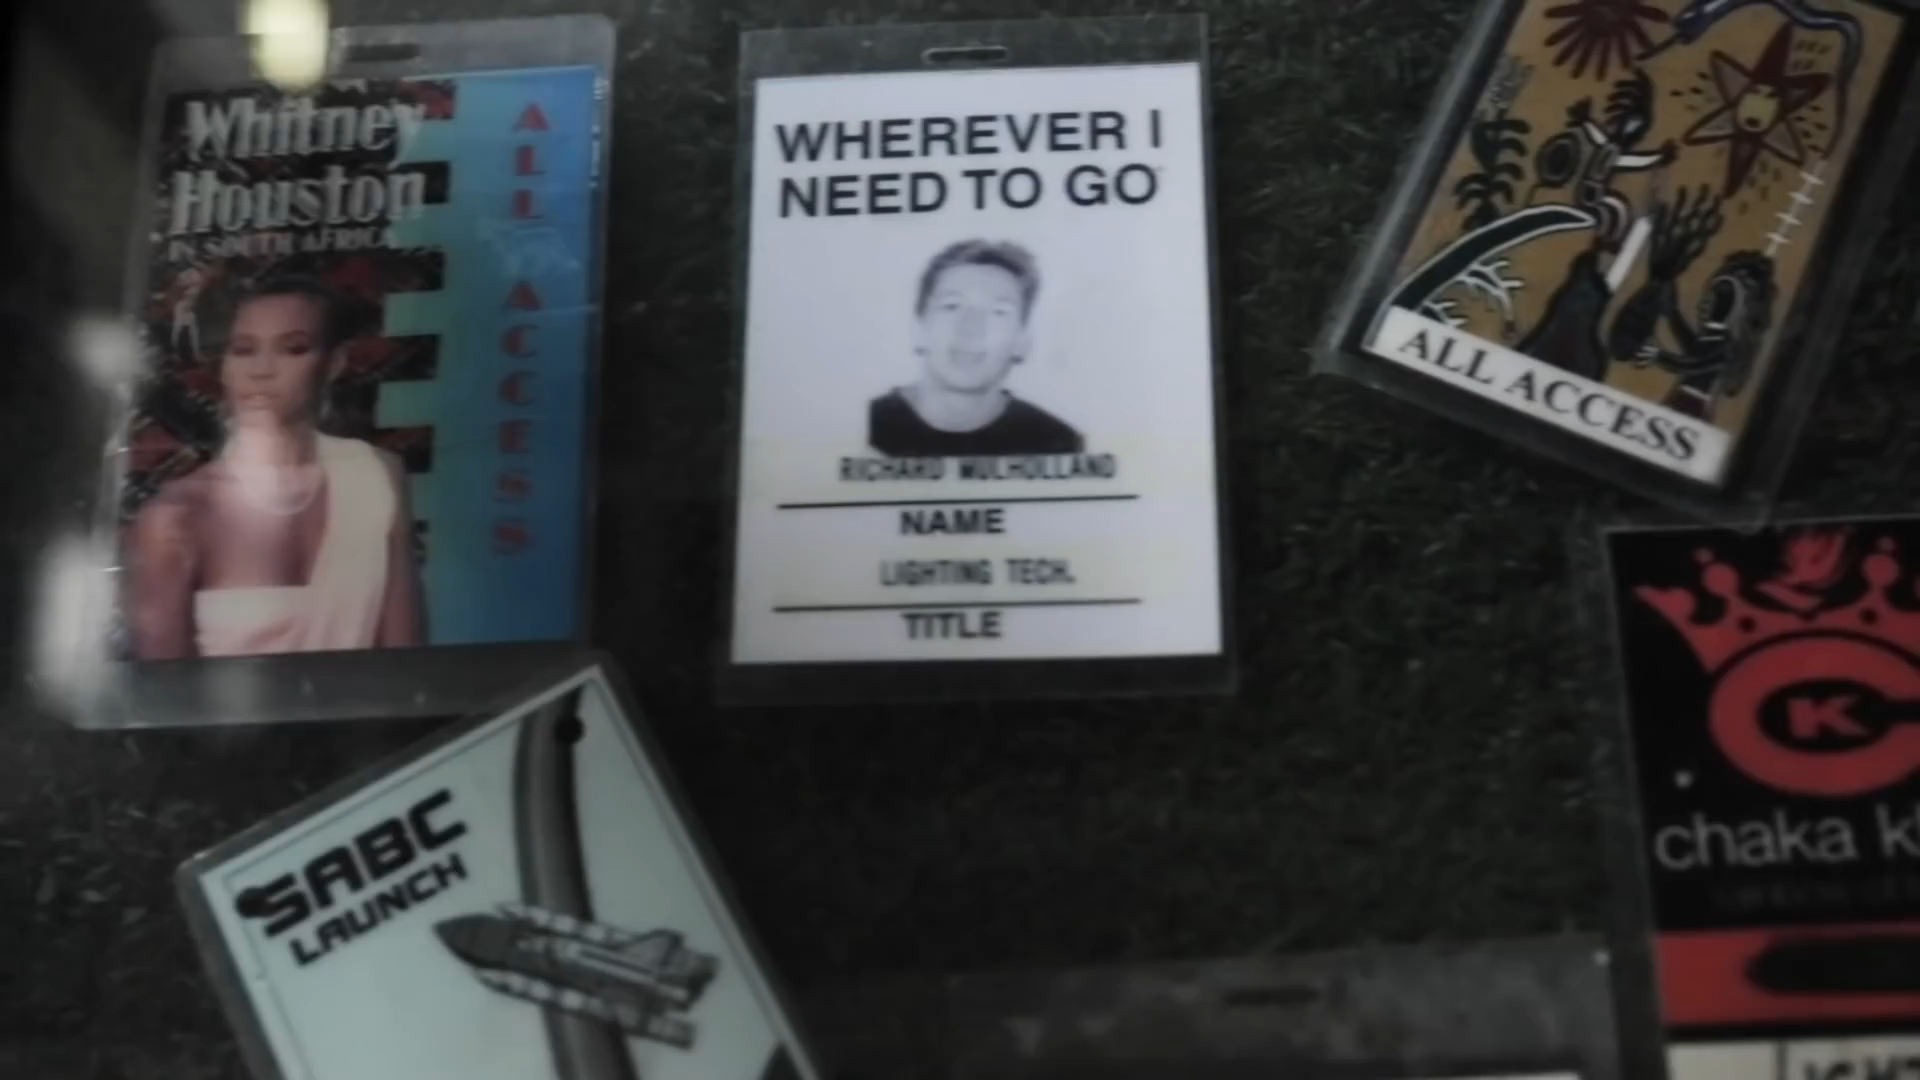 Whitney
Houston
IN SOUTH AFRICA
ALL ACCESS
WHEREVER I
NEED TO GO
RICHARD MULHOLLAND
NAME
LIGHTING TECH.
TITLE
ALL ACCESS
SABC
LAUNCH
CK
chaka k